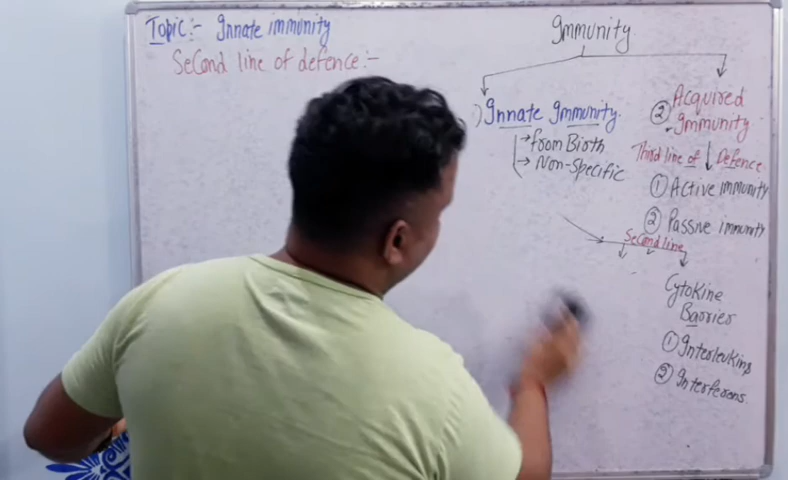 Topic:- Innate immunity
Second line of defence:-
Immunity
1) Innate Immunity
→ from Birth
→ Non-Specific
② Acquired
Immunity
Third line of Defence
① Active immunity
② Passive immunity
Second line
Cytokine
Barrier
① Interleukins
② Interferons